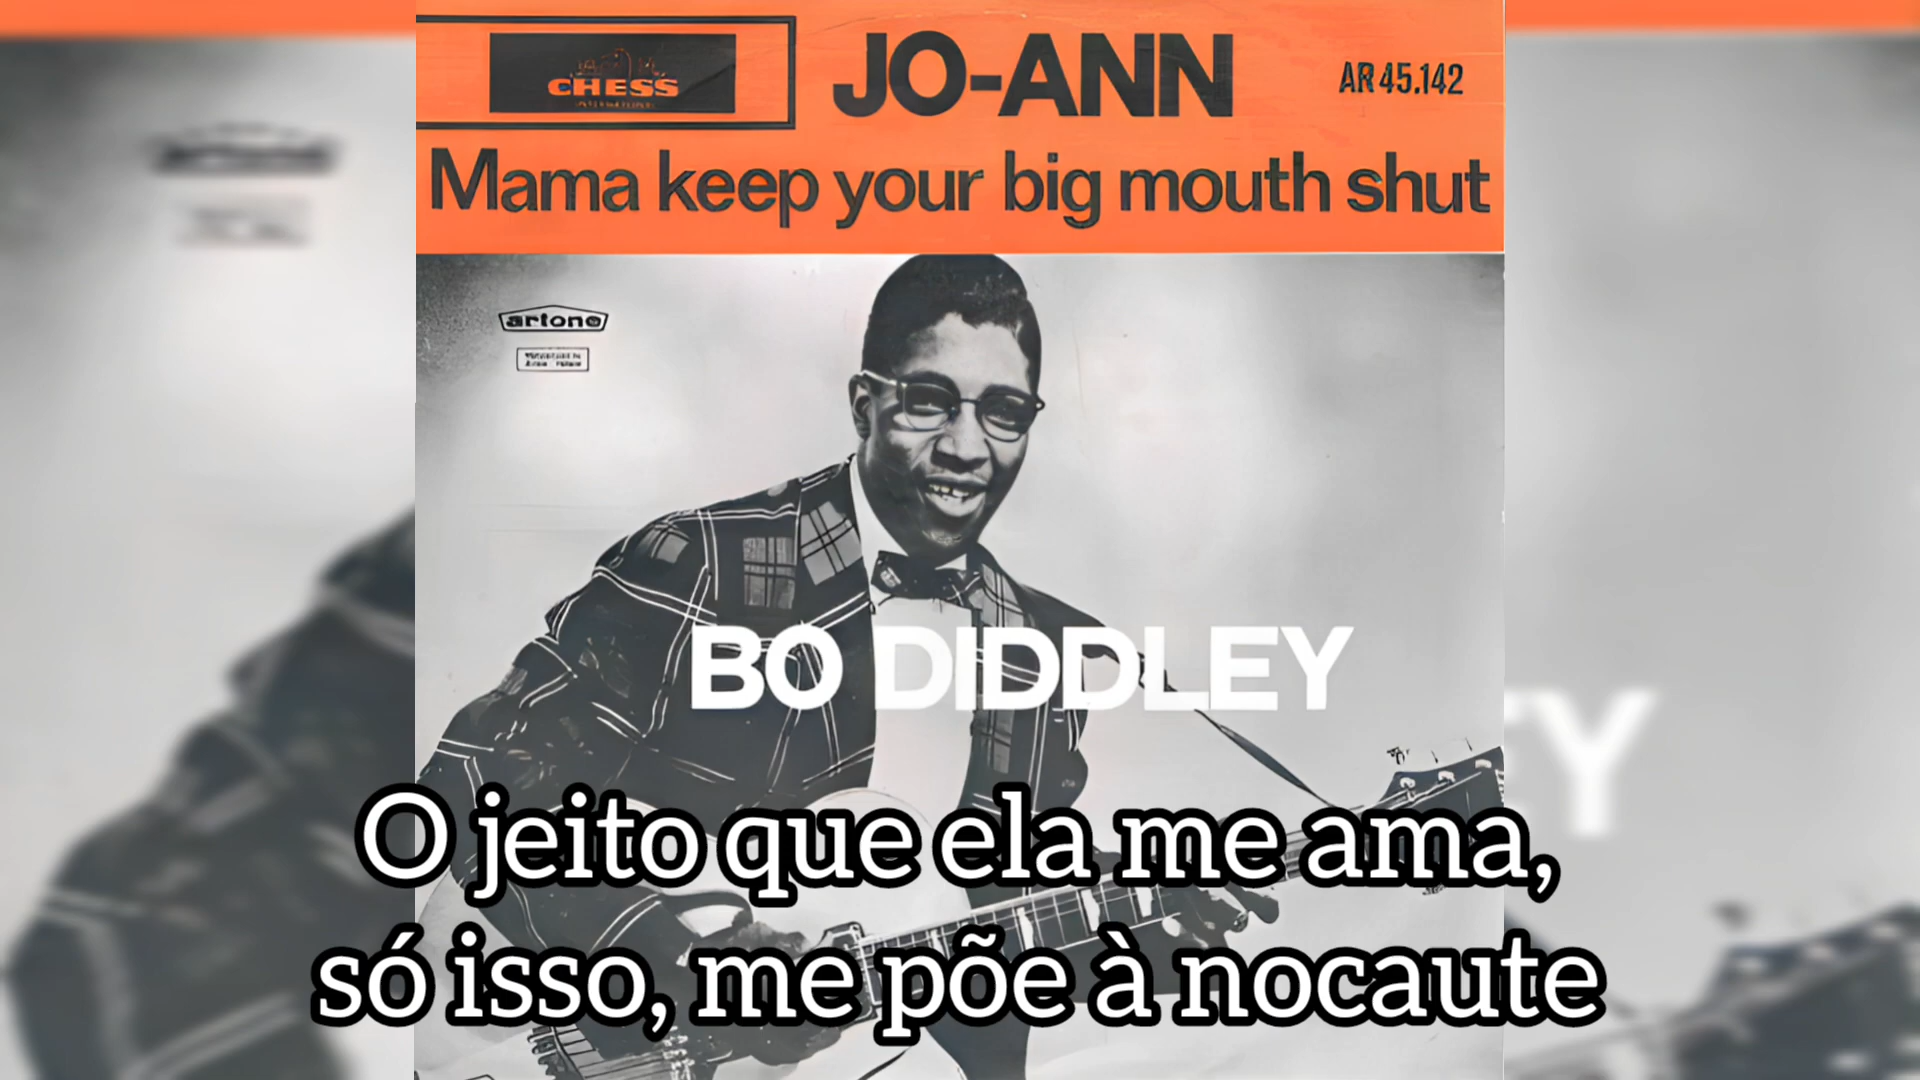 CHESS
JO-ANN
AR 45.142
Mama keep your big mouth shut
artone
BO DIDDLEY
O jeito que ela me ama,
só isso, me põe à nocaute